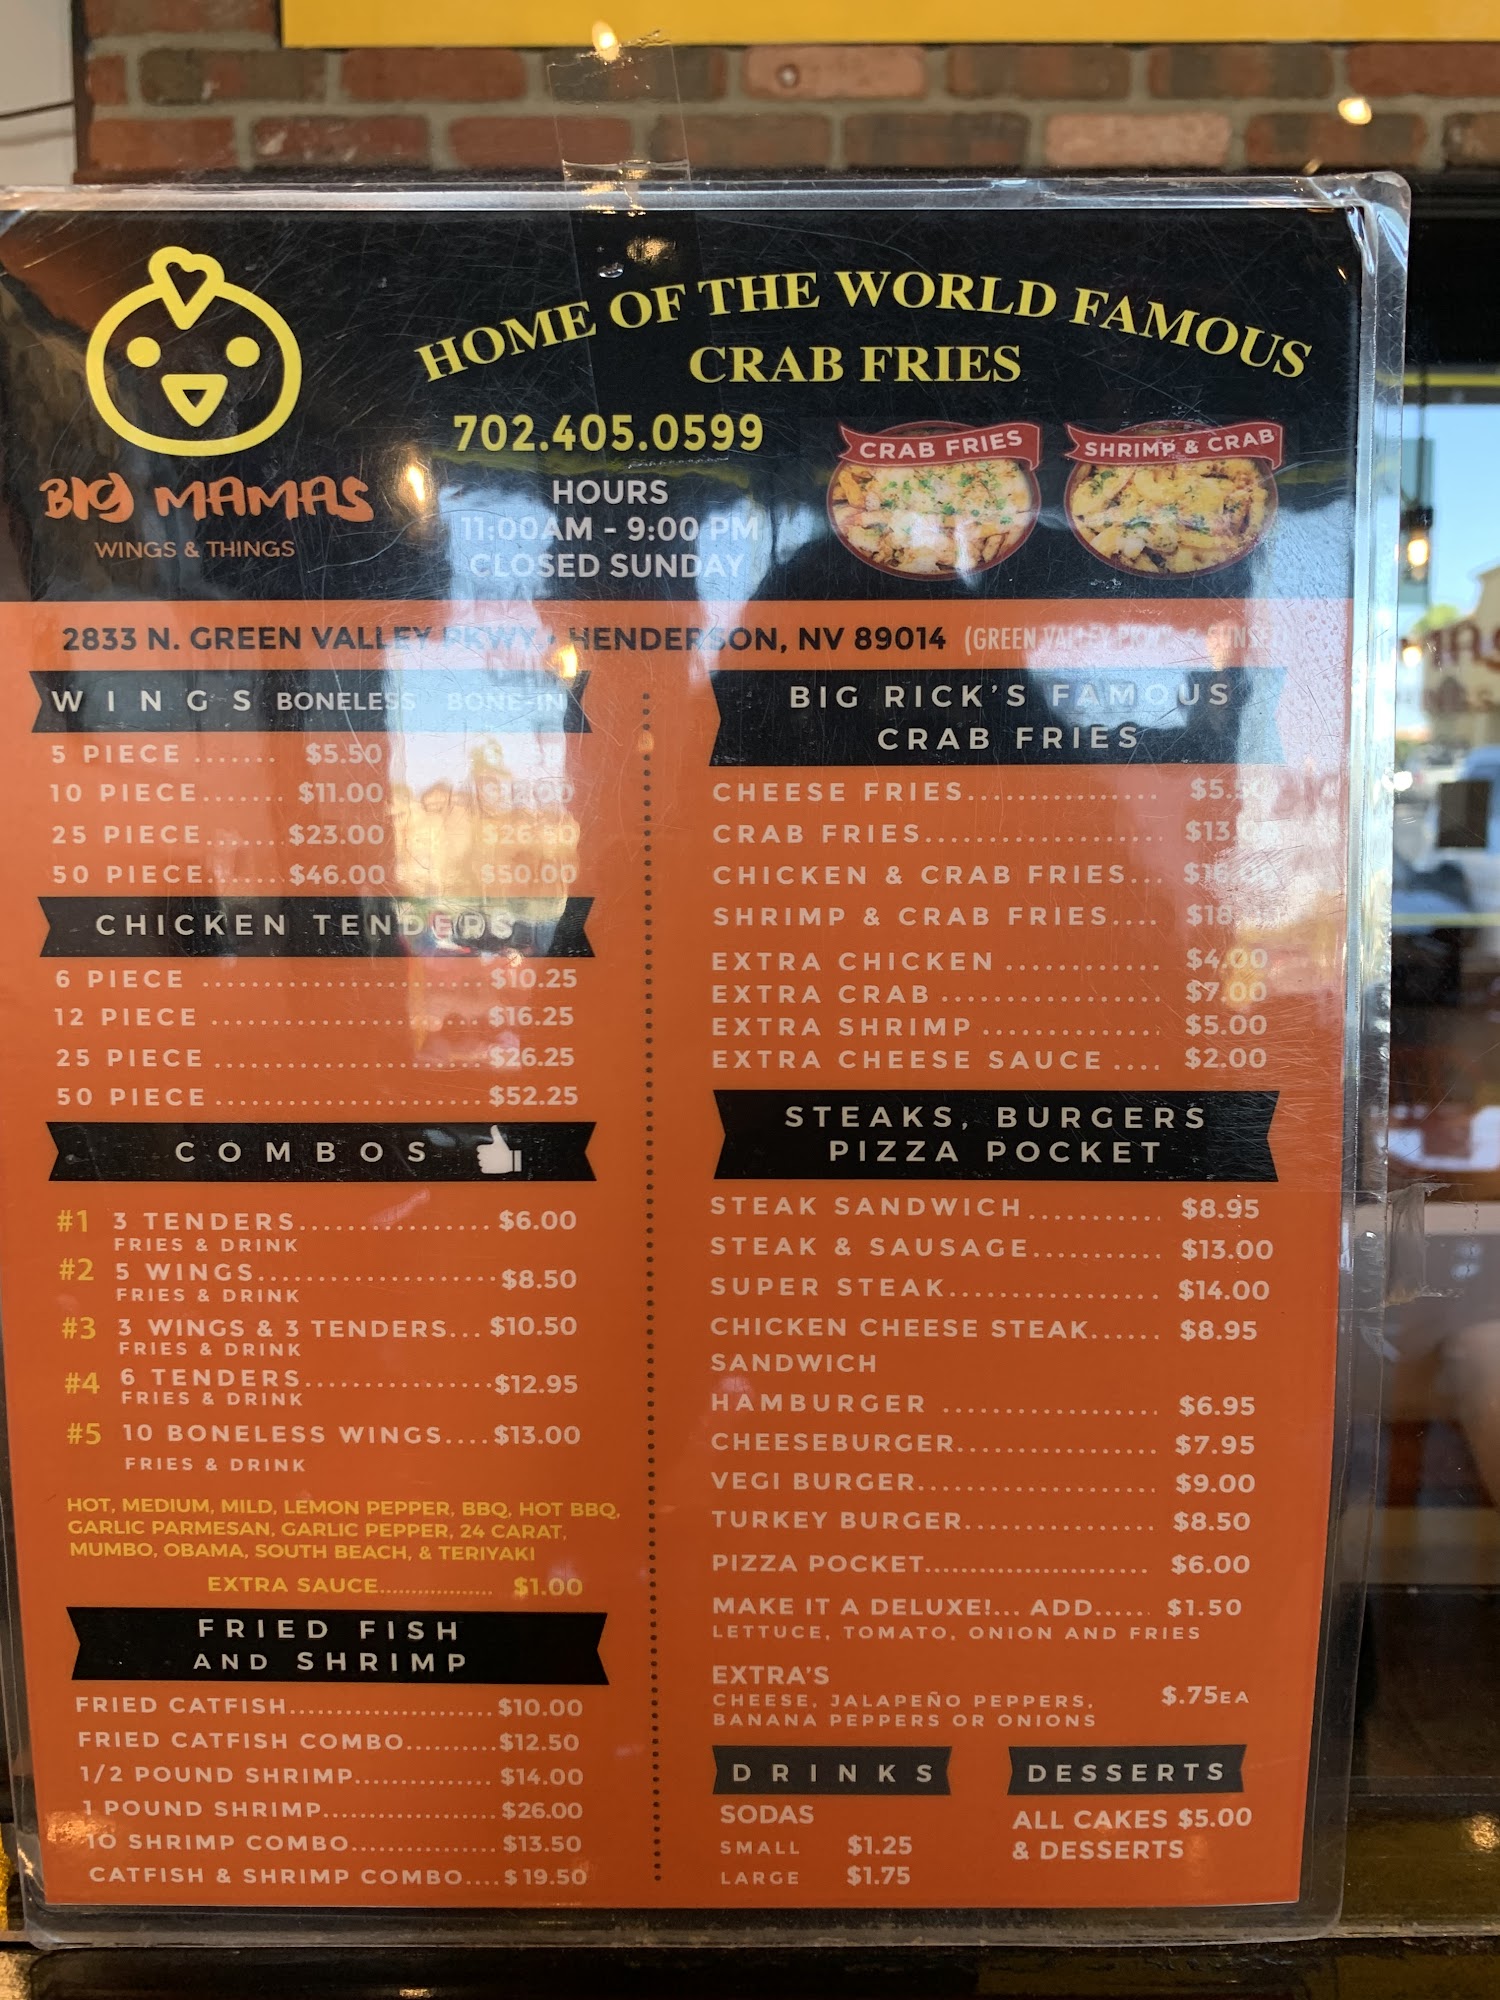 HOME OF THE WORLD FAMOUS
CRAB FRIES
702.405.0599
HOURS
11:00AM - 9:00 PM
CLOSED SUNDAY
CRAB FRIES
SHRIMP & CRAB
BIG MAMAS
WINGS & THINGS
2833 N. GREEN VALLEY PKWY. • HENDERSON, NV 89014 (GREEN VALLEY PKWY. & SUNSET
WINGS BONELESS BONE-IN
5 PIECE ....... $5.50
10 PIECE....... $11.00
25 PIECE....... $23.00 $26.50
50 PIECE....... $46.00 $50.00
CHICKEN TENDERS
6 PIECE ........................ $10.25
12 PIECE ....................... $16.25
25 PIECE ....................... $26.25
50 PIECE ....................... $52.25
COMBOS
#1 3 TENDERS................ $6.00
FRIES & DRINK
#2 5 WINGS.................... $8.50
FRIES & DRINK
#3 3 WINGS & 3 TENDERS... $10.50
FRIES & DRINK
#4 6 TENDERS................ $12.95
FRIES & DRINK
#5 10 BONELESS WINGS.... $13.00
FRIES & DRINK
HOT, MEDIUM, MILD, LEMON PEPPER, BBQ, HOT BBQ,
GARLIC PARMESAN, GARLIC PEPPER, 24 CARAT,
MUMBO, OBAMA, SOUTH BEACH, & TERIYAKI
EXTRA SAUCE................... $1.00
FRIED FISH
AND SHRIMP
FRIED CATFISH....................... $10.00
FRIED CATFISH COMBO.......... $12.50
1/2 POUND SHRIMP............... $14.00
1 POUND SHRIMP................... $26.00
10 SHRIMP COMBO................ $13.50
CATFISH & SHRIMP COMBO.... $19.50
BIG RICK'S FAMOUS
CRAB FRIES
CHEESE FRIES................ $5.50
CRAB FRIES.................... $13.00
CHICKEN & CRAB FRIES...
SHRIMP & CRAB FRIES....
EXTRA CHICKEN ............ $4.00
EXTRA CRAB ................. $7.00
EXTRA SHRIMP .............. $5.00
EXTRA CHEESE SAUCE .... $2.00
STEAKS, BURGERS
PIZZA POCKET
STEAK SANDWICH........... $8.95
STEAK & SAUSAGE........... $13.00
SUPER STEAK.................. $14.00
CHICKEN CHEESE STEAK...... $8.95
SANDWICH
HAMBURGER .................. $6.95
CHEESEBURGER................. $7.95
VEGI BURGER.................... $9.00
TURKEY BURGER................ $8.50
PIZZA POCKET............................ $6.00
MAKE IT A DELUXE!... ADD...... $1.50
LETTUCE, TOMATO, ONION AND FRIES
EXTRA'S
CHEESE, JALAPEÑO PEPPERS, $.75EA
BANANA PEPPERS OR ONIONS
DRINKS
SODAS
SMALL $1.25
LARGE $1.75
DESSERTS
ALL CAKES $5.00
& DESSERTS